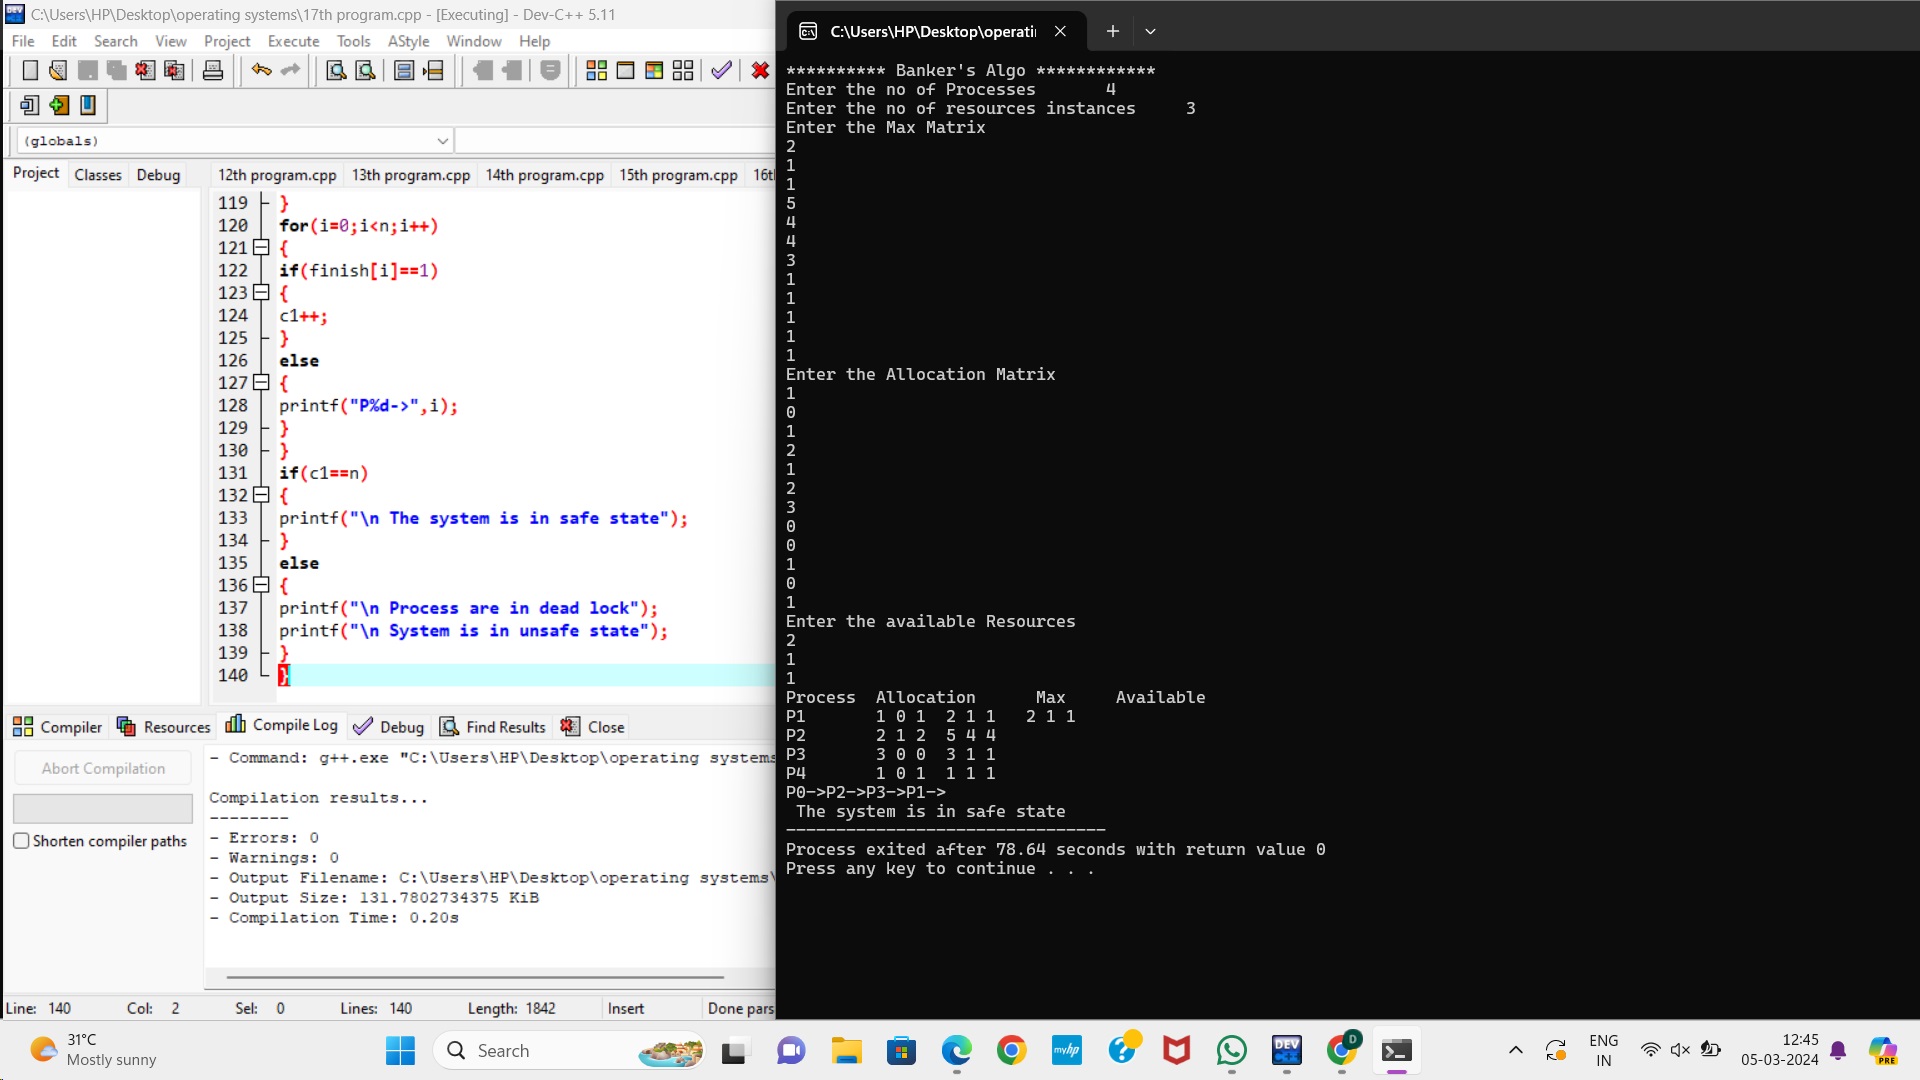 C:\Users\HP\Desktop\operating systems\17th program.cpp - [Executing] - Dev-C++ 5.11
File Edit Search View Project Execute Tools AStyle Window Help
(globals)
Project Classes Debug
12th program.cpp 13th program.cpp 14th program.cpp 15th program.cpp 16t
119 }
120 for(i=0;i<n;i++)
121 {
122 if(finish[i]==1)
123 {
124 c1++;
125 }
126 else
127 {
128 printf("P%d->",i);
129 }
130 }
131 if(c1==n)
132 {
133 printf("\n The system is in safe state");
134 }
135 else
136 {
137 printf("\n Process are in dead lock");
138 printf("\n System is in unsafe state");
139 }
140 }
Compiler Resources Compile Log Debug Find Results Close
Abort Compilation
Shorten compiler paths
- Command: g++.exe "C:\Users\HP\Desktop\operating systems
Compilation results...
--------
- Errors: 0
- Warnings: 0
- Output Filename: C:\Users\HP\Desktop\operating systems\
- Output Size: 131.7802734375 KiB
- Compilation Time: 0.20s
Line: 140 Col: 2 Sel: 0 Lines: 140 Length: 1842 Insert Done pars
C:\Users\HP\Desktop\operati
********** Banker's Algo ************
Enter the no of Processes 4
Enter the no of resources instances 3
Enter the Max Matrix
2
1
1
5
4
4
3
1
1
1
1
1
Enter the Allocation Matrix
1
0
1
2
1
2
3
0
0
1
0
1
Enter the available Resources
2
1
1
Process Allocation Max Available
P1 1 0 1 2 1 1 2 1 1
P2 2 1 2 5 4 4
P3 3 0 0 3 1 1
P4 1 0 1 1 1 1
P0->P2->P3->P1->
The system is in safe state
--------------------------------
Process exited after 78.64 seconds with return value 0
Press any key to continue . . .
31°C
Mostly sunny
Search
myhp
DEV
D
PRE
ENG
IN
12:45
05-03-2024